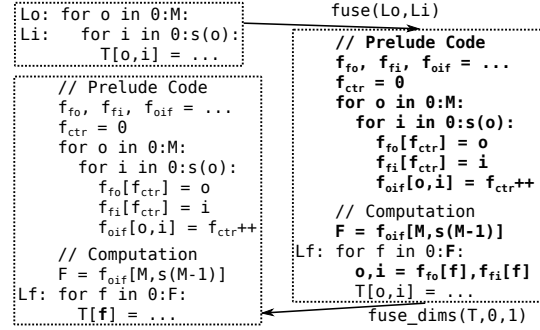 Lo: for o in 0:M:
Li:   for i in 0:s(o):
        T[o,i] = ...
fuse(Lo,Li)
// Prelude Code
f_fo, f_fi, f_oif = ...
f_ctr = 0
for o in 0:M:
  for i in 0:s(o):
    f_fo[f_ctr] = o
    f_fi[f_ctr] = i
    f_oif[o,i] = f_ctr++
// Computation
F = f_oif[M,s(M-1)]
Lf: for f in 0:F:
      o,i = f_fo[f],f_fi[f]
      T[o,i] = ...
fuse_dims(T,0,1)
// Prelude Code
f_fo, f_fi, f_oif = ...
f_ctr = 0
for o in 0:M:
  for i in 0:s(o):
    f_fo[f_ctr] = o
    f_fi[f_ctr] = i
    f_oif[o,i] = f_ctr++
// Computation
F = f_oif[M,s(M-1)]
Lf: for f in 0:F:
      T[f] = ...